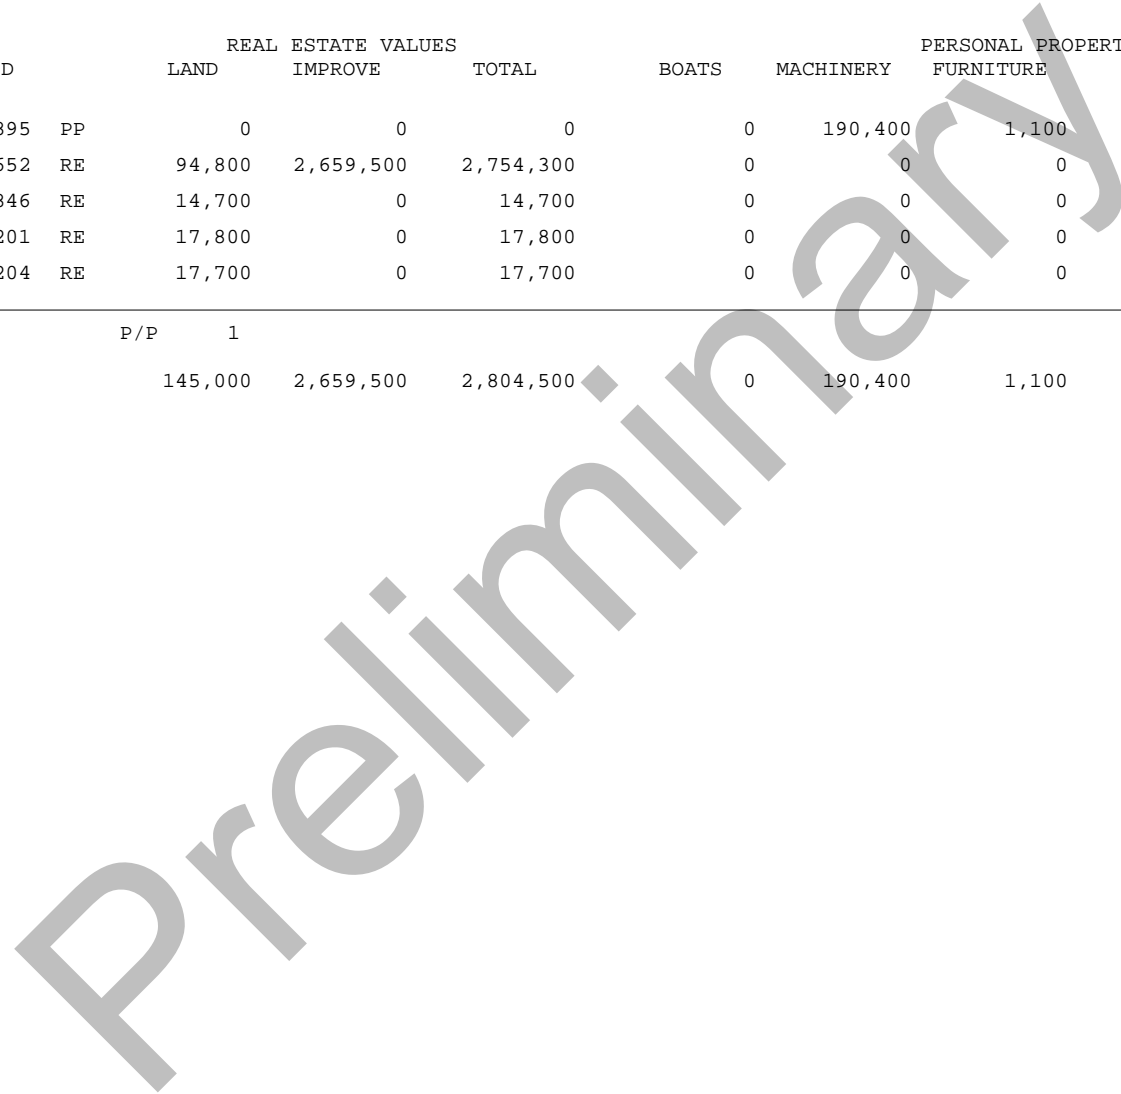 REAL ESTATE VALUES PERSONAL PROPERT
D LAND IMPROVE TOTAL BOATS MACHINERY FURNITURE
395 PP 0 0 0 0 190,400 1,100
552 RE 94,800 2,659,500 2,754,300 0 0 0
346 RE 14,700 0 14,700 0 0 0
201 RE 17,800 0 17,800 0 0 0
204 RE 17,700 0 17,700 0 0 0
P/P 1
145,000 2,659,500 2,804,500 0 190,400 1,100
Preliminary